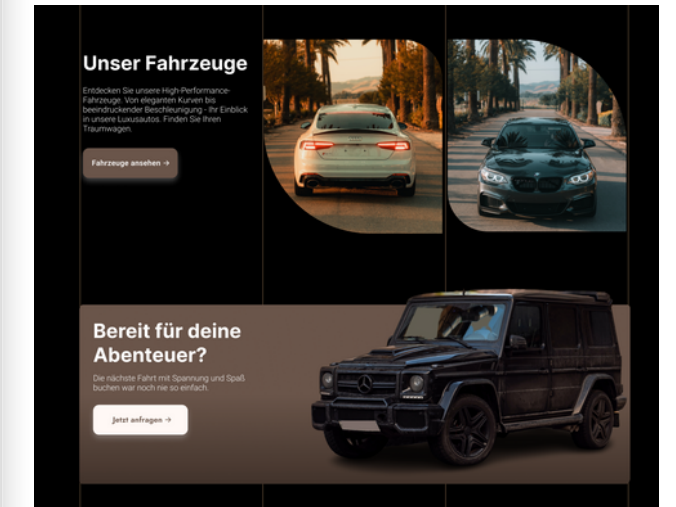 Unser Fahrzeuge
Entdecken Sie unsere High-Performance-
Fahrzeuge. Von eleganten Kurven bis
beeindruckender Beschleunigung - Ihr Einblick
in unsere Luxusautos. Finden Sie Ihren
Traumwagen.
Fahrzeuge ansehen →
Bereit für deine
Abenteuer?
Die nächste Fahrt mit Spannung und Spaß
buchen war noch nie so einfach.
Jetzt anfragen →